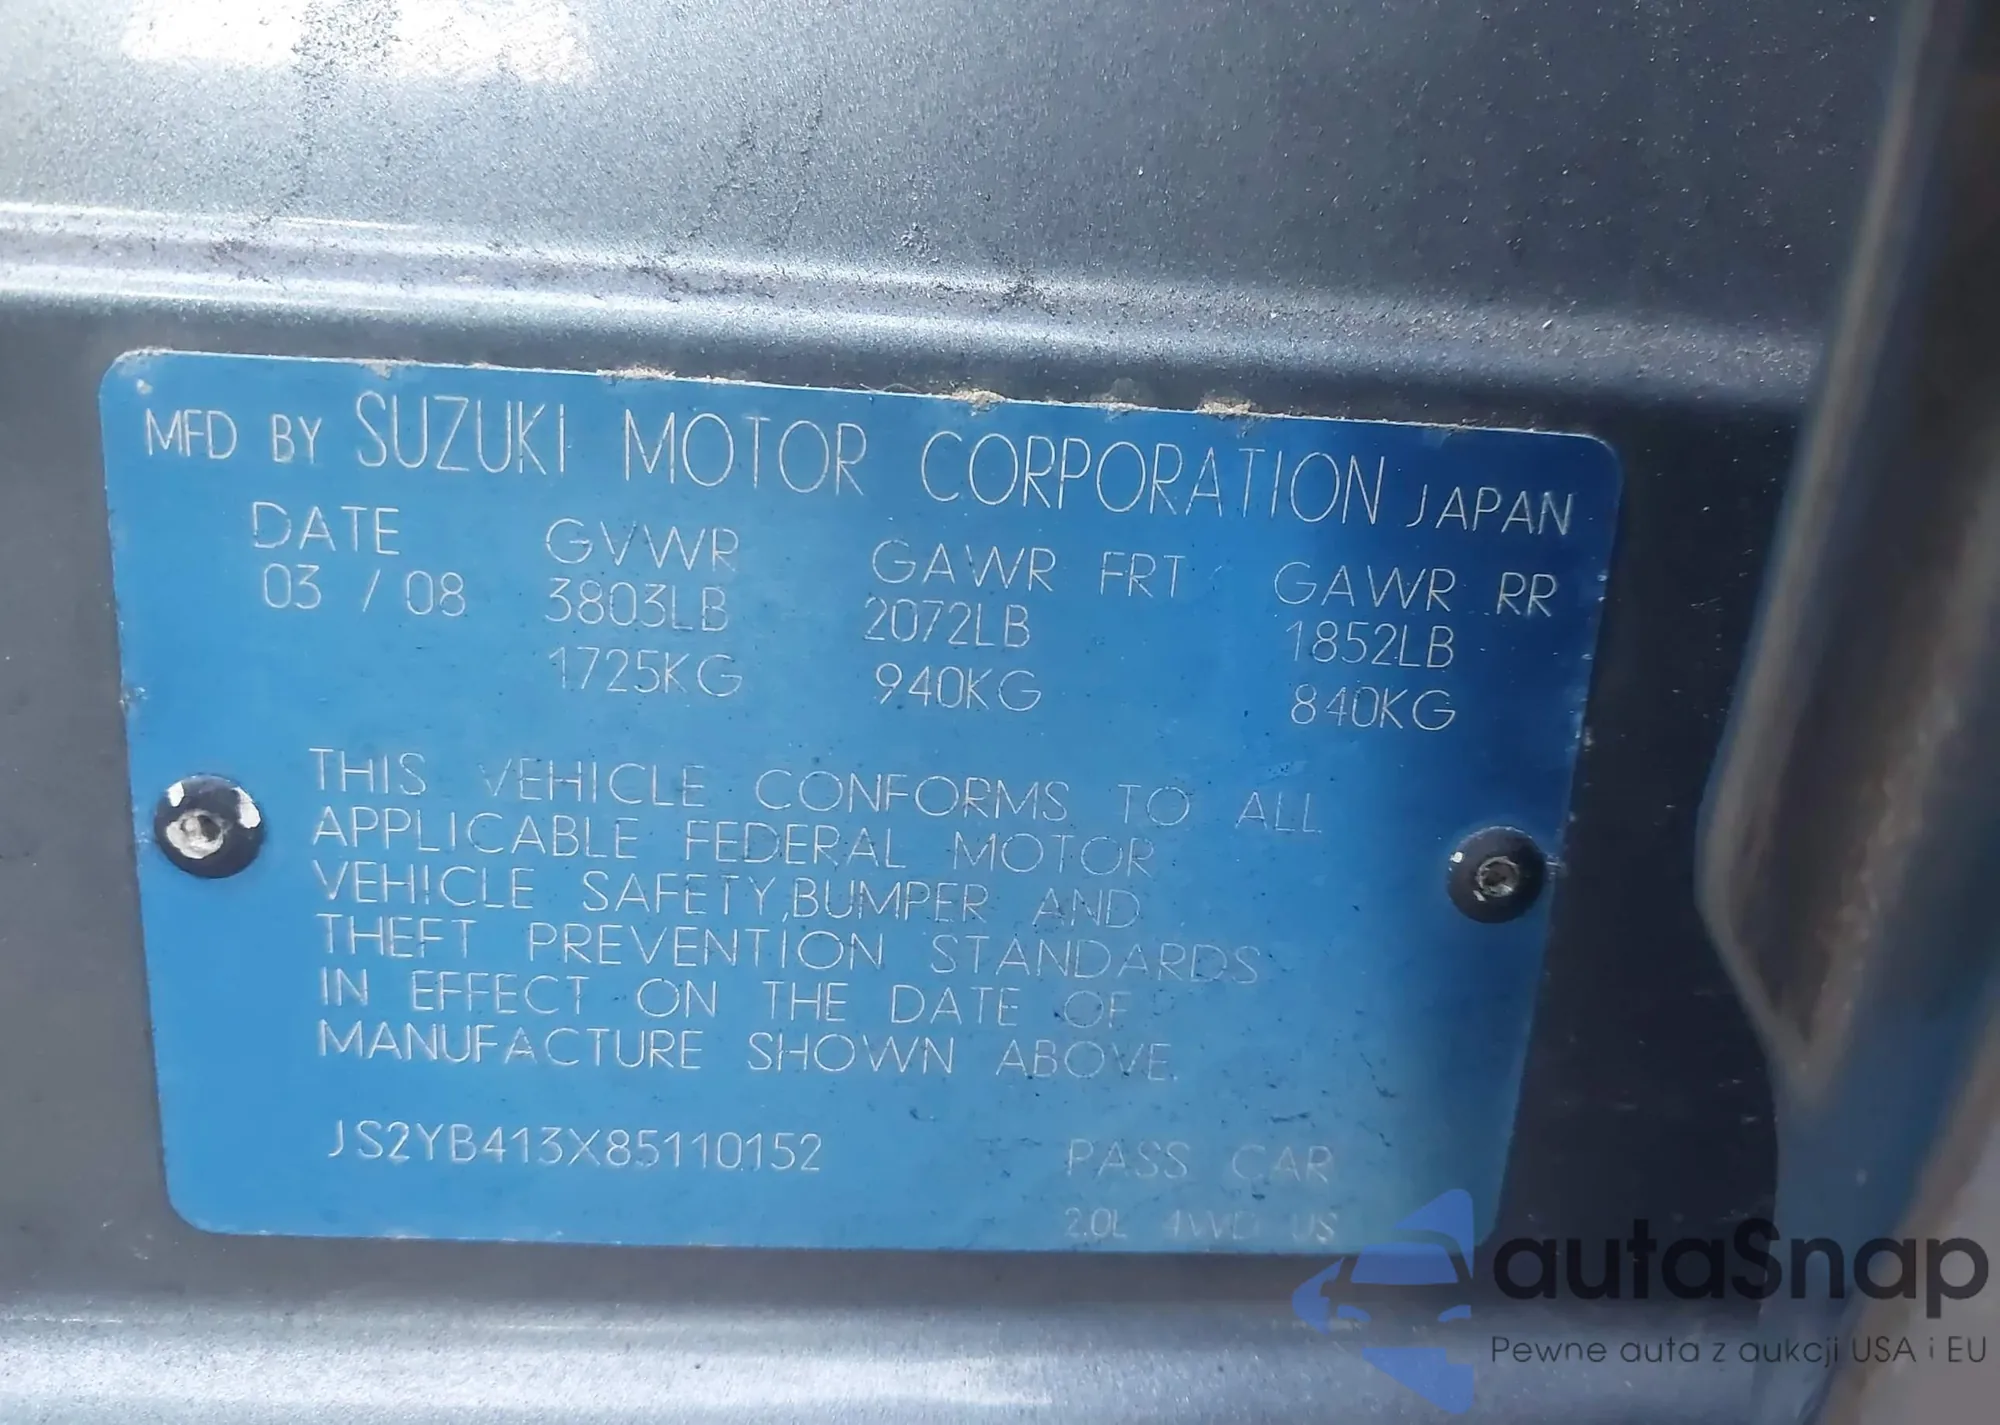 MFD BY SUZUKI MOTOR CORPORATION JAPAN
DATE GVWR GAWR FRT GAWR RR
03 / 08 3803LB 2072LB 1852LB
1725KG 940KG 840KG
THIS VEHICLE CONFORMS TO ALL
APPLICABLE FEDERAL MOTOR
VEHICLE SAFETY,BUMPER AND
THEFT PREVENTION STANDARDS
IN EFFECT ON THE DATE OF
MANUFACTURE SHOWN ABOVE.
JS2YB413X85110152 PASS CAR
2.0L 4WD US
autaSnap
Pewne auta z aukcji USA i EU